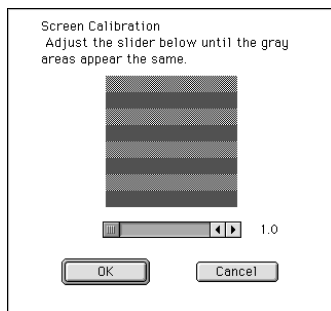 Screen Calibration
Adjust the slider below until the gray
areas appear the same.
1.0
OK
Cancel